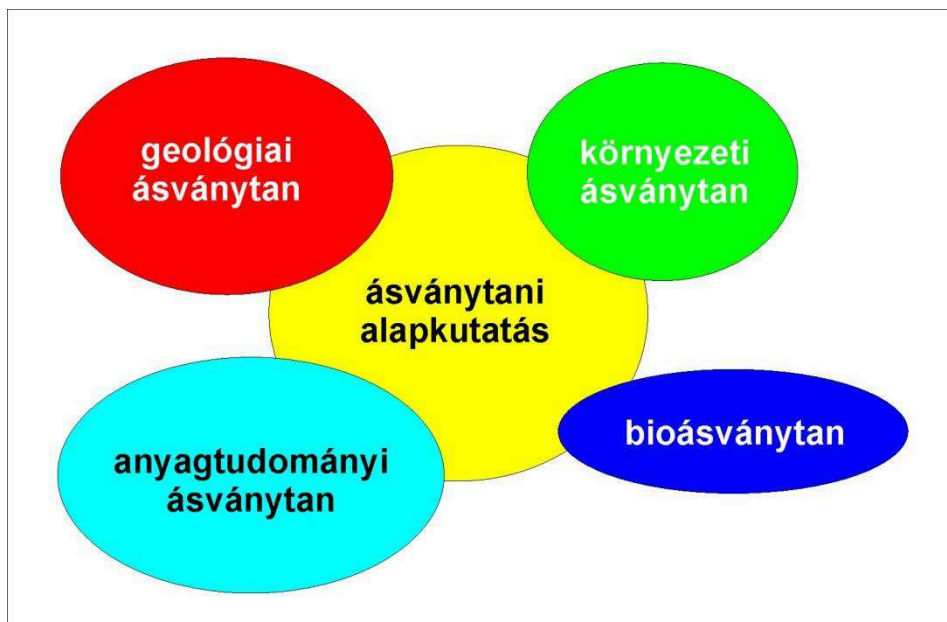 geológiai
ásványtan
környezeti
ásványtan
ásványtani
alapkutatás
anyagtudományi
ásványtan
bioásványtan